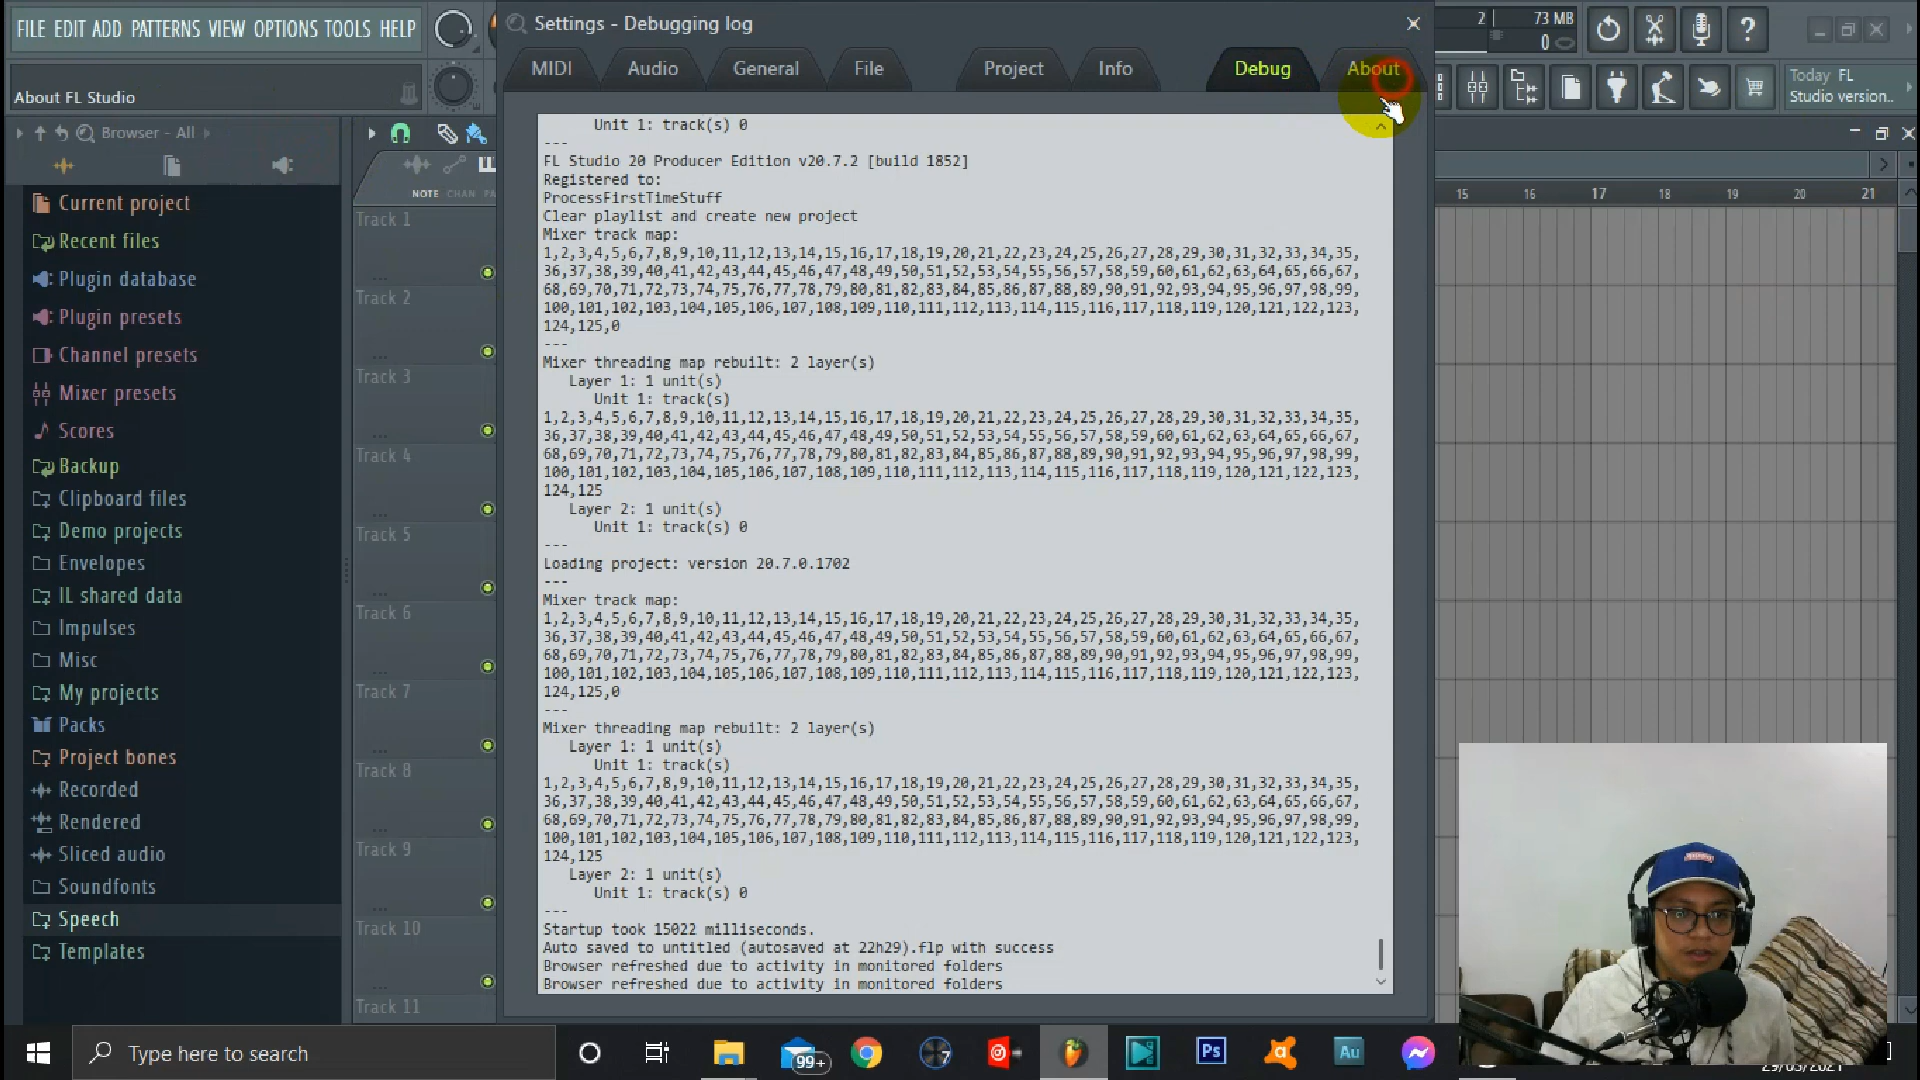 FILE EDIT ADD PATTERNS VIEW OPTIONS TOOLS HELP
About FL Studio
Settings - Debugging log
MIDI
Audio
General
File
Project
Info
Debug
About
2
73 MB
0
Today FL
Studio version..
Browser - All
NOTE CHAN PA
15 16 17 18 19 20 21
Current project
Recent files
Plugin database
Plugin presets
Channel presets
Mixer presets
Scores
Backup
Clipboard files
Demo projects
Envelopes
IL shared data
Impulses
Misc
My projects
Packs
Project bones
Recorded
Rendered
Sliced audio
Soundfonts
Speech
Templates
Track 1
Track 2
Track 3
Track 4
Track 5
Track 6
Track 7
Track 8
Track 9
Track 10
Track 11
Unit 1: track(s) 0
---
FL Studio 20 Producer Edition v20.7.2 [build 1852]
Registered to:
ProcessFirstTimeStuff
Clear playlist and create new project
Mixer track map:
1,2,3,4,5,6,7,8,9,10,11,12,13,14,15,16,17,18,19,20,21,22,23,24,25,26,27,28,29,30,31,32,33,34,35,
36,37,38,39,40,41,42,43,44,45,46,47,48,49,50,51,52,53,54,55,56,57,58,59,60,61,62,63,64,65,66,67,
68,69,70,71,72,73,74,75,76,77,78,79,80,81,82,83,84,85,86,87,88,89,90,91,92,93,94,95,96,97,98,99,
100,101,102,103,104,105,106,107,108,109,110,111,112,113,114,115,116,117,118,119,120,121,122,123,
124,125,0
---
Mixer threading map rebuilt: 2 layer(s)
Layer 1: 1 unit(s)
Unit 1: track(s)
1,2,3,4,5,6,7,8,9,10,11,12,13,14,15,16,17,18,19,20,21,22,23,24,25,26,27,28,29,30,31,32,33,34,35,
36,37,38,39,40,41,42,43,44,45,46,47,48,49,50,51,52,53,54,55,56,57,58,59,60,61,62,63,64,65,66,67,
68,69,70,71,72,73,74,75,76,77,78,79,80,81,82,83,84,85,86,87,88,89,90,91,92,93,94,95,96,97,98,99,
100,101,102,103,104,105,106,107,108,109,110,111,112,113,114,115,116,117,118,119,120,121,122,123,
124,125
Layer 2: 1 unit(s)
Unit 1: track(s) 0
---
Loading project: version 20.7.0.1702
---
Mixer track map:
1,2,3,4,5,6,7,8,9,10,11,12,13,14,15,16,17,18,19,20,21,22,23,24,25,26,27,28,29,30,31,32,33,34,35,
36,37,38,39,40,41,42,43,44,45,46,47,48,49,50,51,52,53,54,55,56,57,58,59,60,61,62,63,64,65,66,67,
68,69,70,71,72,73,74,75,76,77,78,79,80,81,82,83,84,85,86,87,88,89,90,91,92,93,94,95,96,97,98,99,
100,101,102,103,104,105,106,107,108,109,110,111,112,113,114,115,116,117,118,119,120,121,122,123,
124,125,0
---
Mixer threading map rebuilt: 2 layer(s)
Layer 1: 1 unit(s)
Unit 1: track(s)
1,2,3,4,5,6,7,8,9,10,11,12,13,14,15,16,17,18,19,20,21,22,23,24,25,26,27,28,29,30,31,32,33,34,35,
36,37,38,39,40,41,42,43,44,45,46,47,48,49,50,51,52,53,54,55,56,57,58,59,60,61,62,63,64,65,66,67,
68,69,70,71,72,73,74,75,76,77,78,79,80,81,82,83,84,85,86,87,88,89,90,91,92,93,94,95,96,97,98,99,
100,101,102,103,104,105,106,107,108,109,110,111,112,113,114,115,116,117,118,119,120,121,122,123,
124,125
Layer 2: 1 unit(s)
Unit 1: track(s) 0
---
Startup took 15022 milliseconds.
Auto saved to untitled (autosaved at 22h29).flp with success
Browser refreshed due to activity in monitored folders
Browser refreshed due to activity in monitored folders
Type here to search
99+
7
Ps
Au